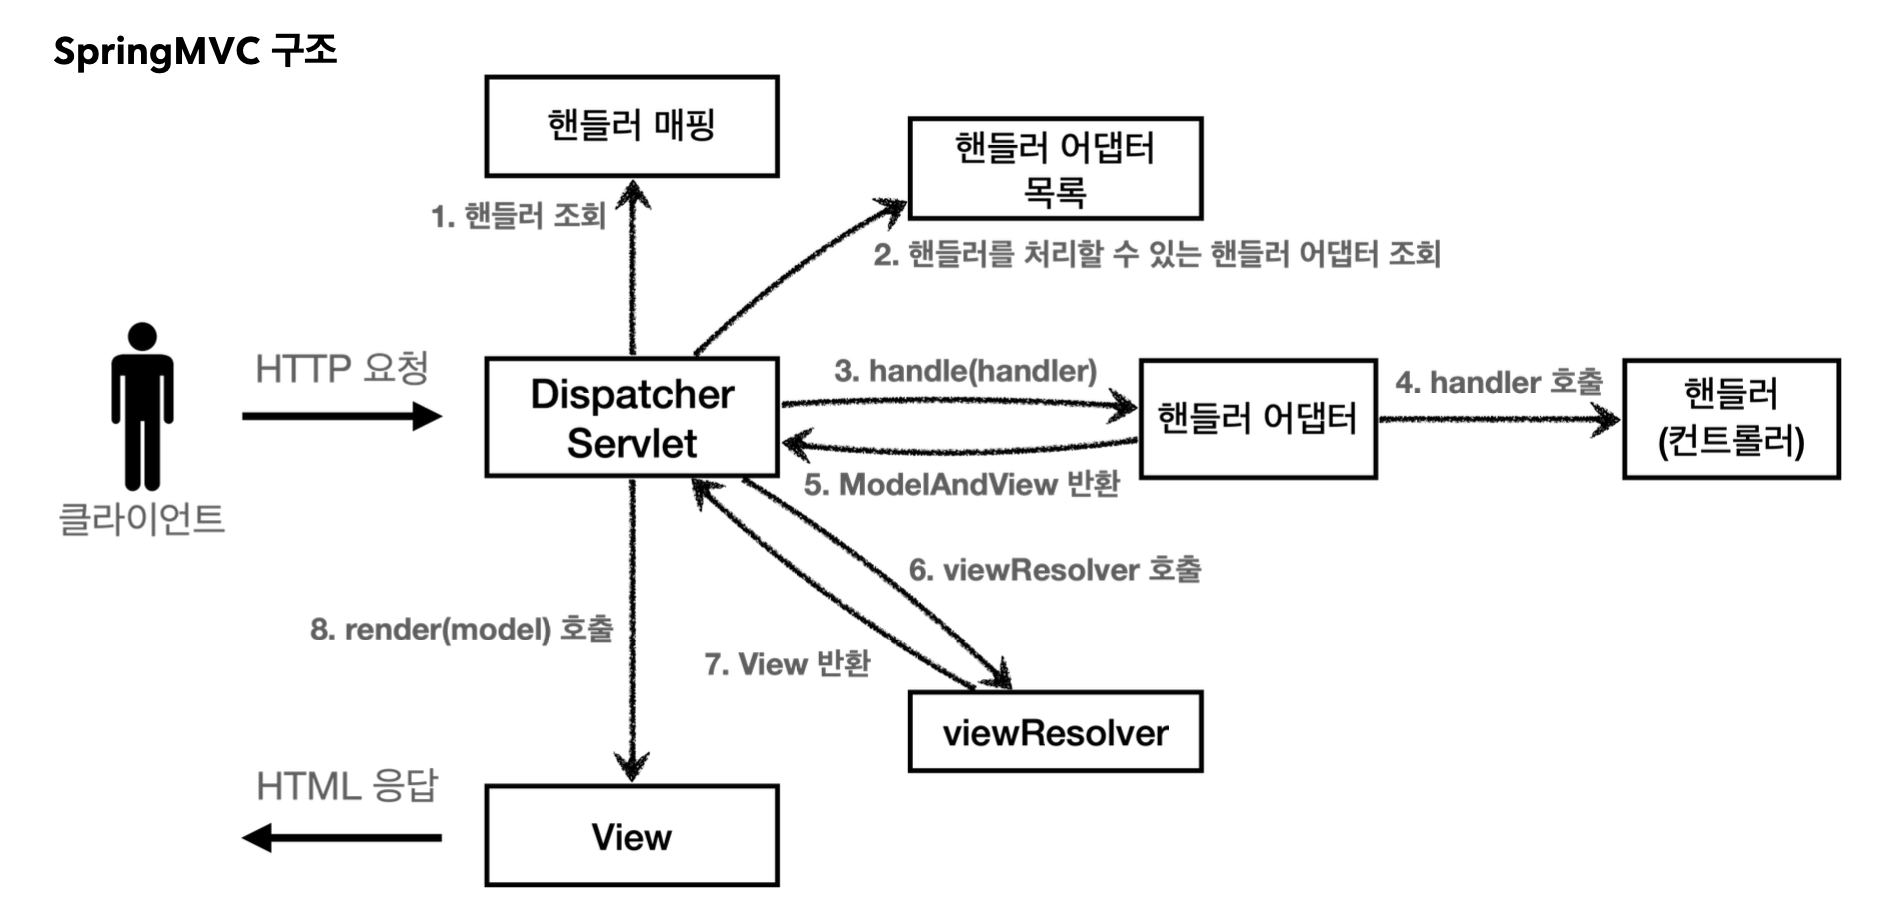 SpringMVC 구조
핸들러 매핑
핸들러 어댑터
목록
1. 핸들러 조회
2. 핸들러를 처리할 수 있는 핸들러 어댑터 조회
HTTP 요청
클라이언트
Dispatcher
Servlet
3. handle(handler)
핸들러 어댑터
4. handler 호출
핸들러
(컨트롤러)
5. ModelAndView 반환
6. viewResolver 호출
8. render(model) 호출
7. View 반환
viewResolver
HTML 응답
View